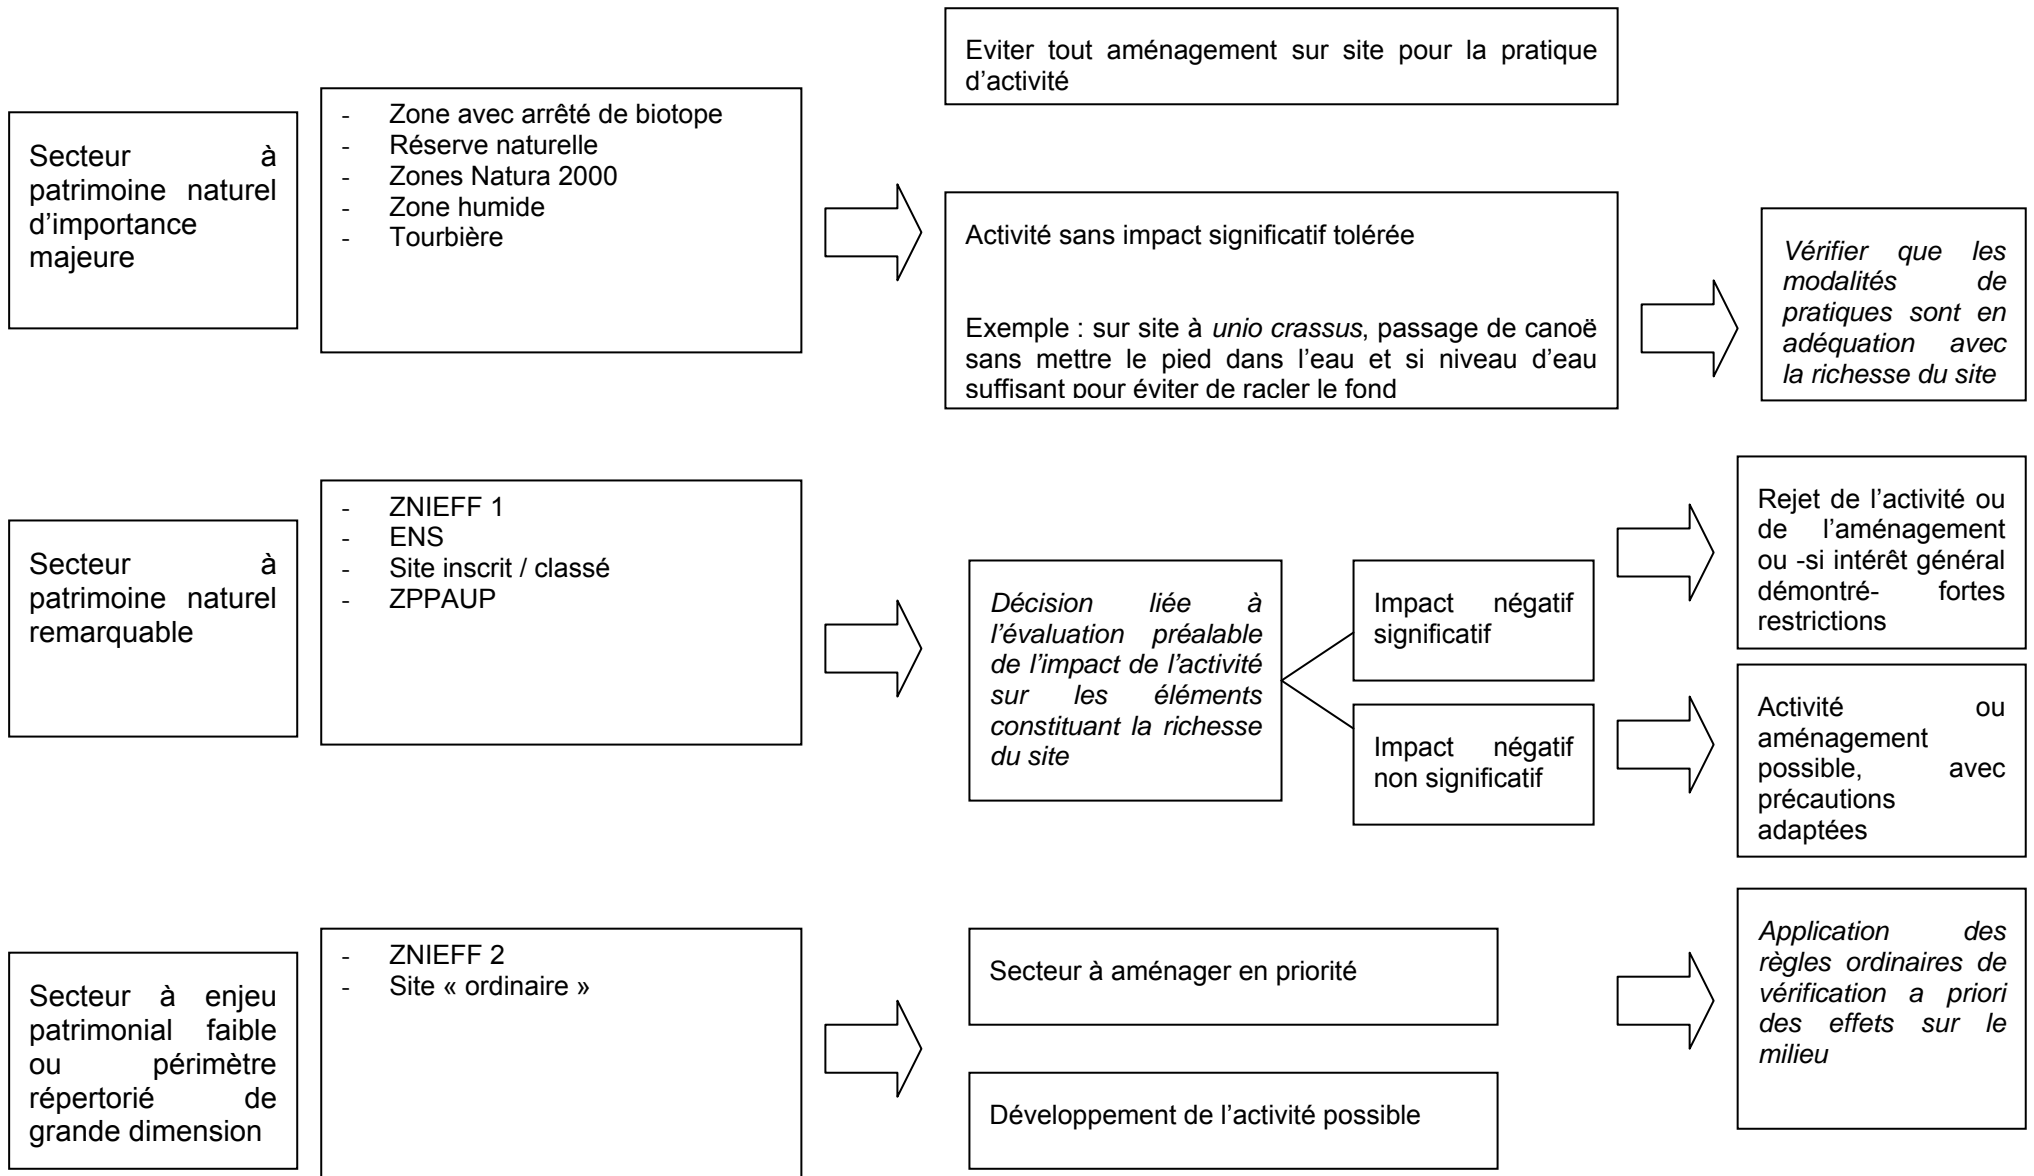 Secteur à
patrimoine naturel
d’importance
majeure
- Zone avec arrêté de biotope
- Réserve naturelle
- Zones Natura 2000
- Zone humide
- Tourbière
Eviter tout aménagement sur site pour la pratique
d’activité
Activité sans impact significatif tolérée
Exemple : sur site à unio crassus, passage de canoë
sans mettre le pied dans l’eau et si niveau d’eau
suffisant pour éviter de racler le fond
Vérifier que les
modalités de
pratiques sont en
adéquation avec
la richesse du site
Secteur à
patrimoine naturel
remarquable
- ZNIEFF 1
- ENS
- Site inscrit / classé
- ZPPAUP
Décision liée à
l’évaluation préalable
de l’impact de l’activité
sur les éléments
constituant la richesse
du site
Impact négatif
significatif
Impact négatif
non significatif
Rejet de l’activité ou
de l’aménagement
ou -si intérêt général
démontré- fortes
restrictions
Activité ou
aménagement
possible, avec
précautions
adaptées
Secteur à enjeu
patrimonial faible
ou périmètre
répertorié de
grande dimension
- ZNIEFF 2
- Site « ordinaire »
Secteur à aménager en priorité
Développement de l’activité possible
Application des
règles ordinaires de
vérification a priori
des effets sur le
milieu